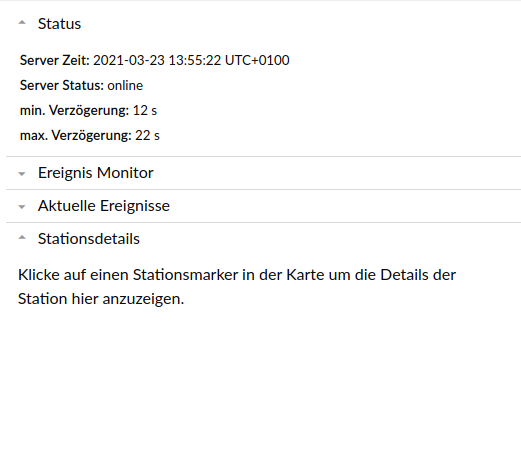 Status
Server Zeit: 2021-03-23 13:55:22 UTC+0100
Server Status: online
min. Verzögerung: 12 s
max. Verzögerung: 22 s
Ereignis Monitor
Aktuelle Ereignisse
Stationsdetails
Klicke auf einen Stationsmarker in der Karte um die Details der
Station hier anzuzeigen.